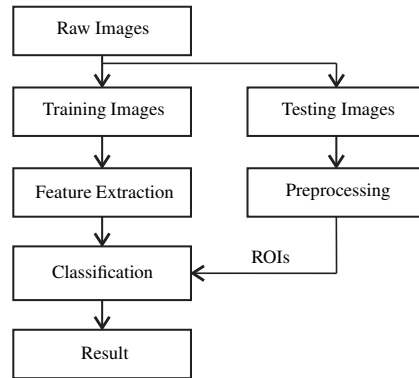 Raw Images
Training Images
Testing Images
Feature Extraction
Preprocessing
ROIs
Classification
Result